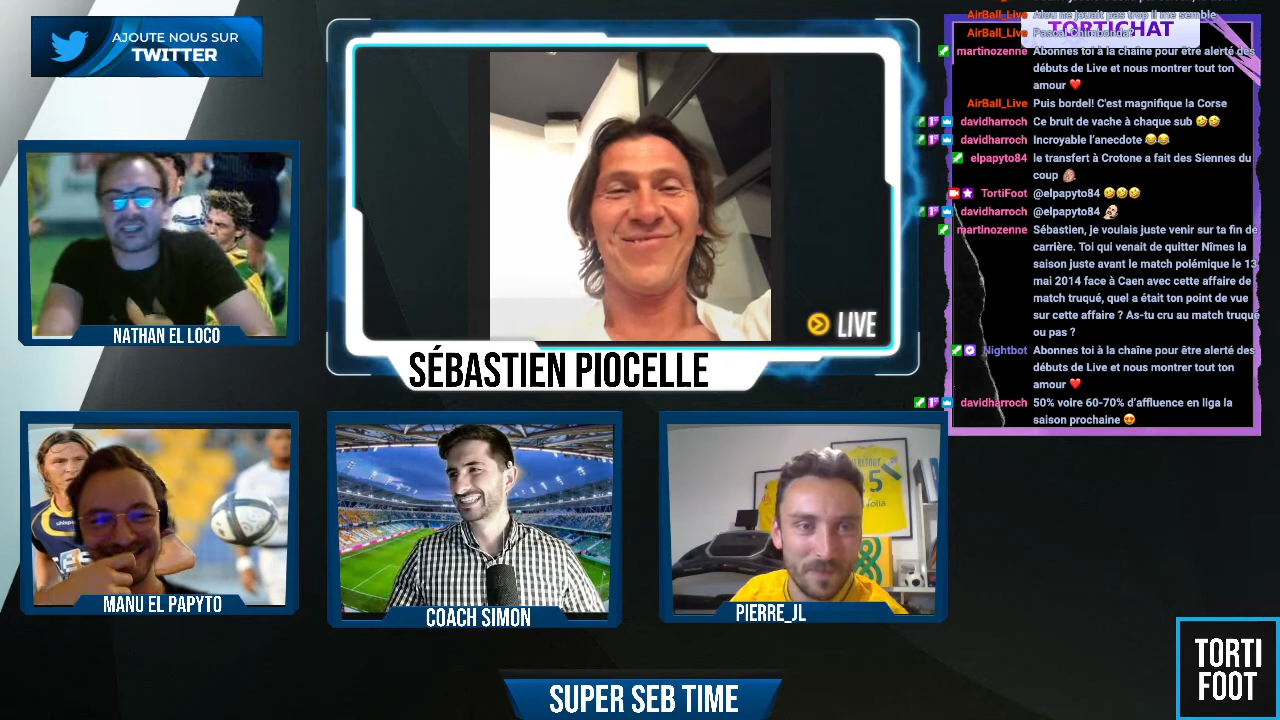 AJOUTE NOUS SUR
TWITTER
NATHAN EL LOCO
LIVE
SÉBASTIEN PIOCELLE
MANU EL PAPYTO
COACH SIMON
PIERRE_JL
SUPER SEB TIME
TORTI
FOOT
TORTICHAT
AirBall_Live
AirBall_Live Pascal Chimbonda?
martinozenne Abonnes toi à la chaîne pour être alerté des
débuts de Live et nous montrer tout ton
amour ❤️
AirBall_Live Puis bordel! C'est magnifique la Corse
davidharroch Ce bruit de vache à chaque sub 🤣🤣
davidharroch Incroyable l'anecdote 😂😂
elpapyto84 le transfert à Crotone a fait des Siennes du
coup
TortiFoot @elpapyto84 🤣🤣🤣
davidharroch @elpapyto84
martinozenne Sébastien, je voulais juste venir sur ta fin de
carrière. Toi qui venait de quitter Nîmes la
saison juste avant le match polémique le 13
mai 2014 face à Caen avec cette affaire de
match truqué, quel a était ton point de vue
sur cette affaire ? As-tu cru au match truqué
ou pas ?
Nightbot Abonnes toi à la chaîne pour être alerté des
débuts de Live et nous montrer tout ton
amour ❤️
davidharroch 50% voire 60-70% d'affluence en liga la
saison prochaine 😍